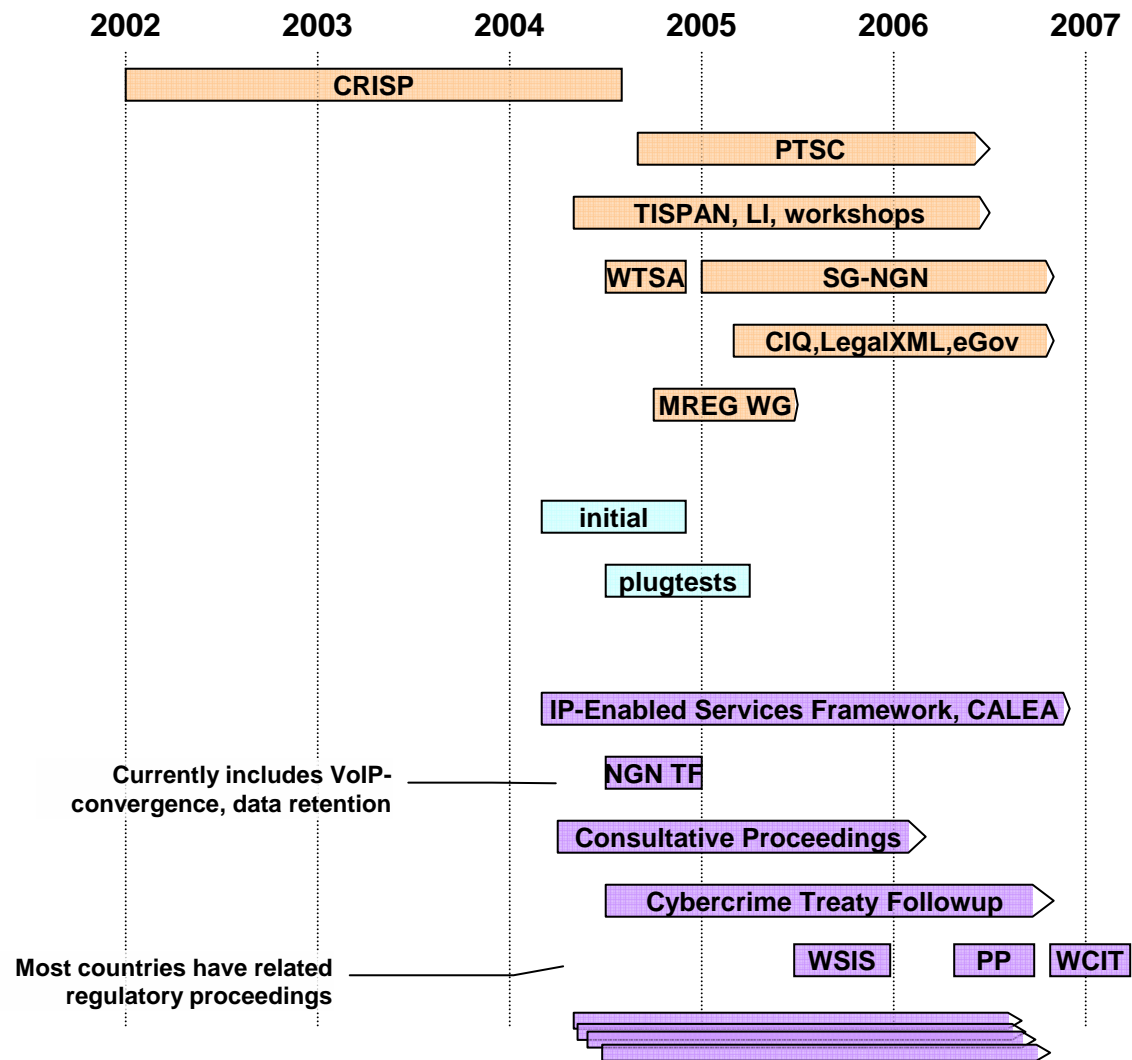 2002 2003 2004 2005 2006 2007
CRISP
PTSC
TISPAN, LI, workshops
WTSA SG-NGN
CIQ,LegalXML,eGov
MREG WG
initial
plugtests
IP-Enabled Services Framework, CALEA
Currently includes VoIP-
convergence, data retention
NGN TF
Consultative Proceedings
Cybercrime Treaty Followup
WSIS PP WCIT
Most countries have related
regulatory proceedings